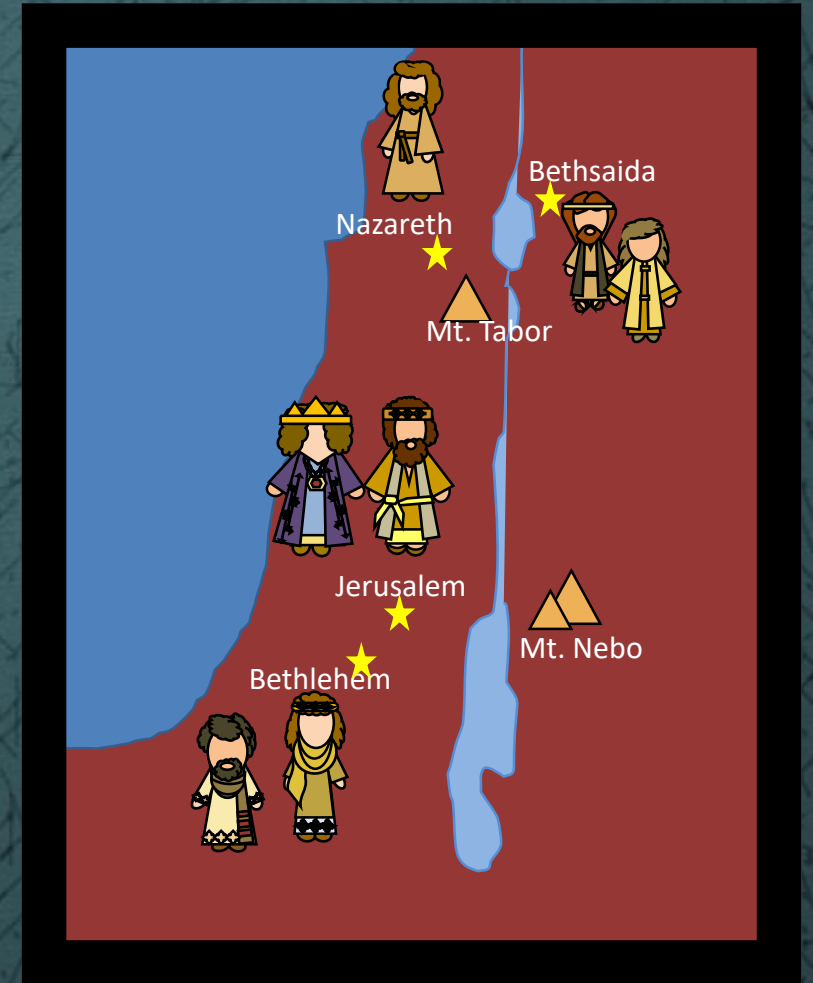 Bethsaida
Nazareth
Mt. Tabor
Jerusalem
Mt. Nebo
Bethlehem